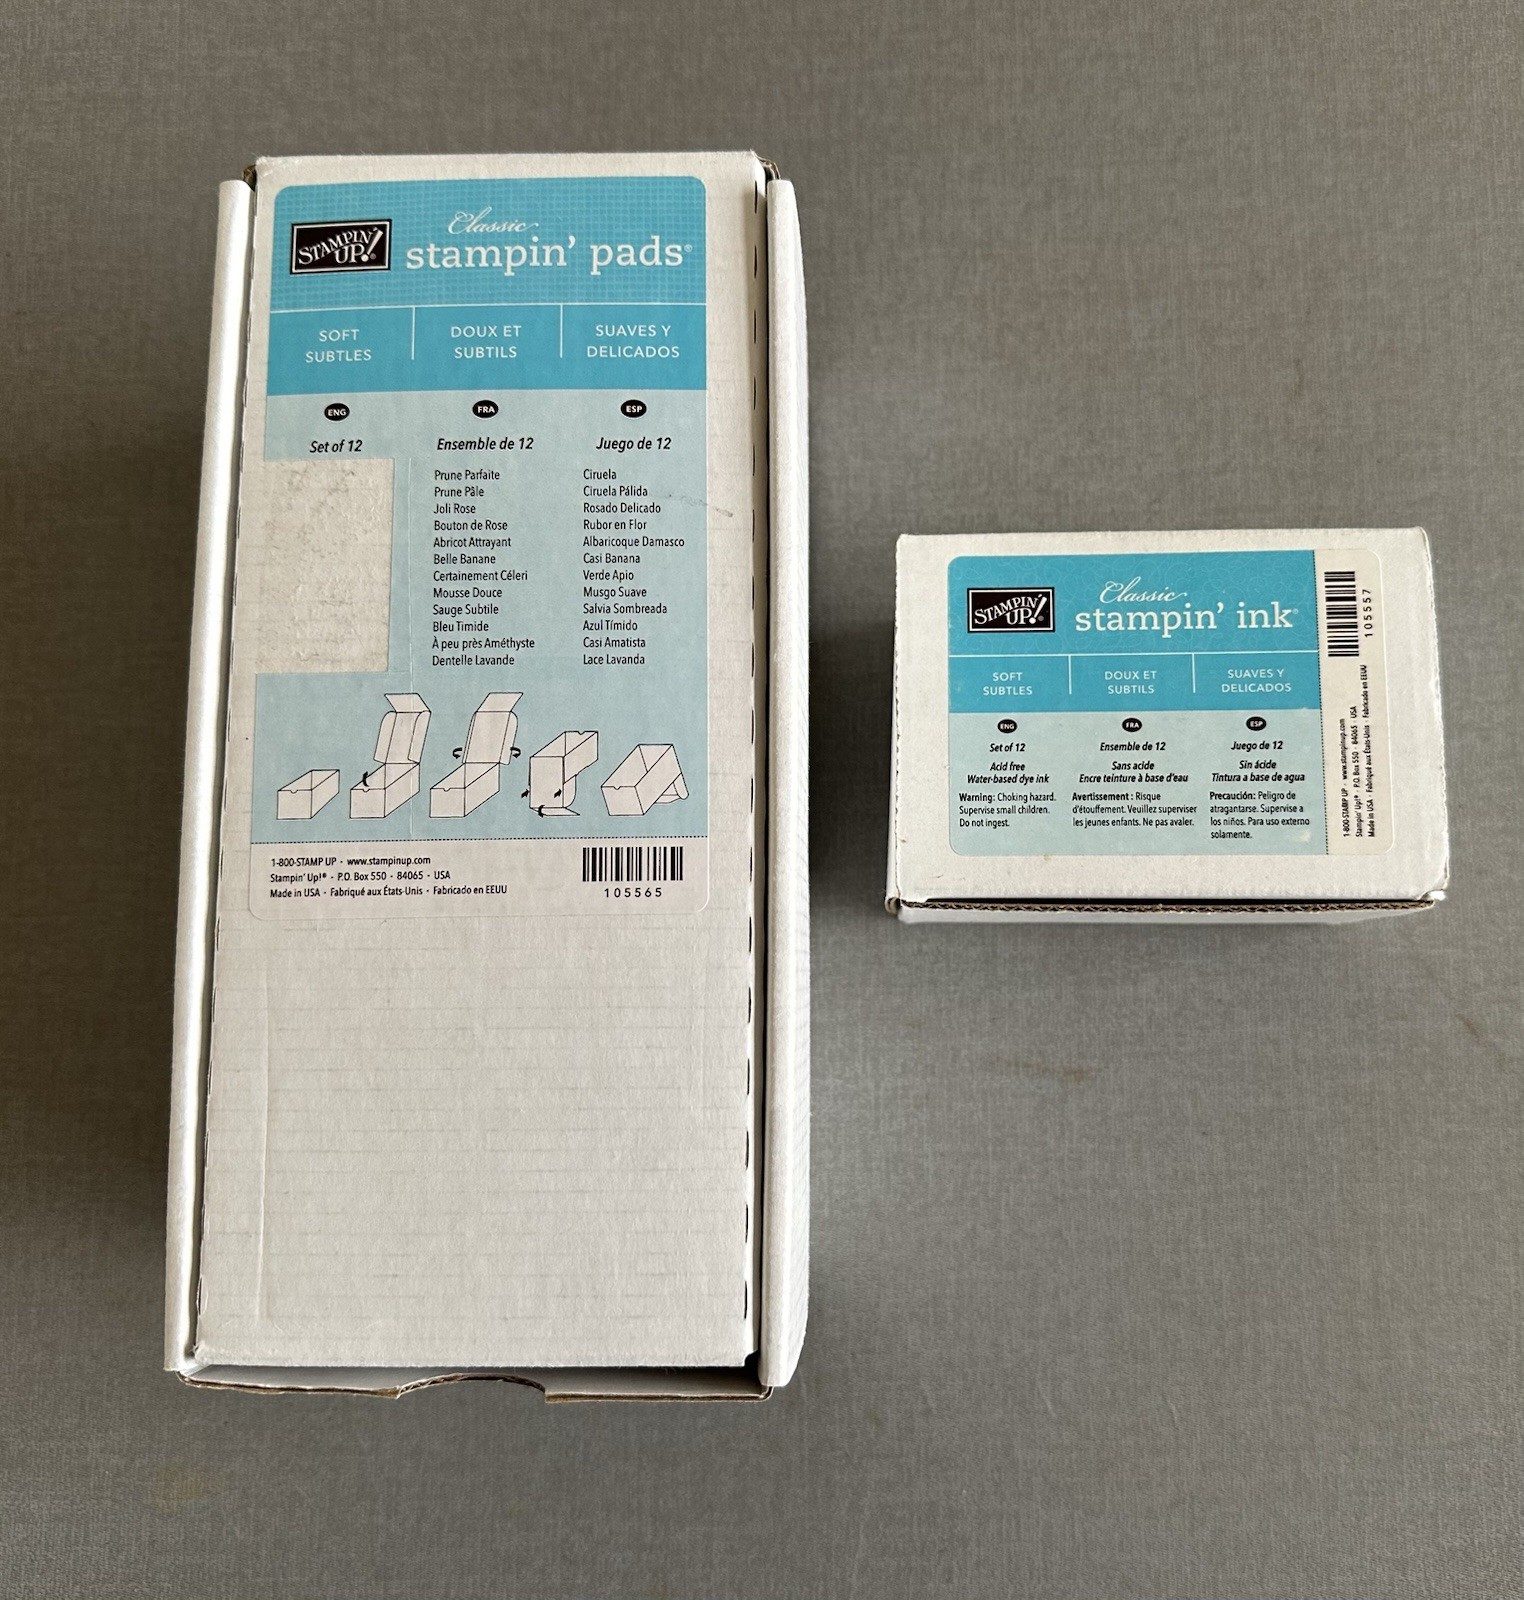 STAMPIN' UP!®
Classic
stampin' pads®
SOFT
SUBTLES
DOUX ET
SUBTILS
SUAVES Y
DELICADOS
ENG
Set of 12
FRA
Ensemble de 12
Prune Parfaite
Prune Pâle
Joli Rose
Bouton de Rose
Abricot Attrayant
Belle Banane
Certainement Céleri
Mousse Douce
Sauge Subtile
Bleu Timide
À peu près Améthyste
Dentelle Lavande
ESP
Juego de 12
Ciruela
Ciruela Pálida
Rosado Delicado
Rubor en Flor
Albaricoque Damasco
Casi Banana
Verde Apio
Musgo Suave
Salvia Sombreada
Azul Tímido
Casi Amatista
Lace Lavanda
1-800-STAMP UP · www.stampinup.com
Stampin' Up!® · P.O. Box 550 · 84065 · USA
Made in USA · Fabriqué aux États-Unis · Fabricado en EEUU
105565
STAMPIN' UP!®
Classic
stampin' ink®
SOFT
SUBTLES
DOUX ET
SUBTILS
SUAVES Y
DELICADOS
ENG
Set of 12
Acid free
Water-based dye ink
Warning: Choking hazard.
Supervise small children.
Do not ingest.
FRA
Ensemble de 12
Sans acide
Encre teinture à base d'eau
Avertissement : Risque
d'étouffement. Veuillez superviser
les jeunes enfants. Ne pas avaler.
ESP
Juego de 12
Sin ácido
Tintura a base de agua
Precaución: Peligro de
atragantarse. Supervise a
los niños. Para uso externo
solamente.
105557
1-800-STAMP UP · www.stampinup.com
Stampin' Up!® · P.O. Box 550 · 84065 · USA
Made in USA · Fabriqué aux États-Unis · Fabricado en EEUU